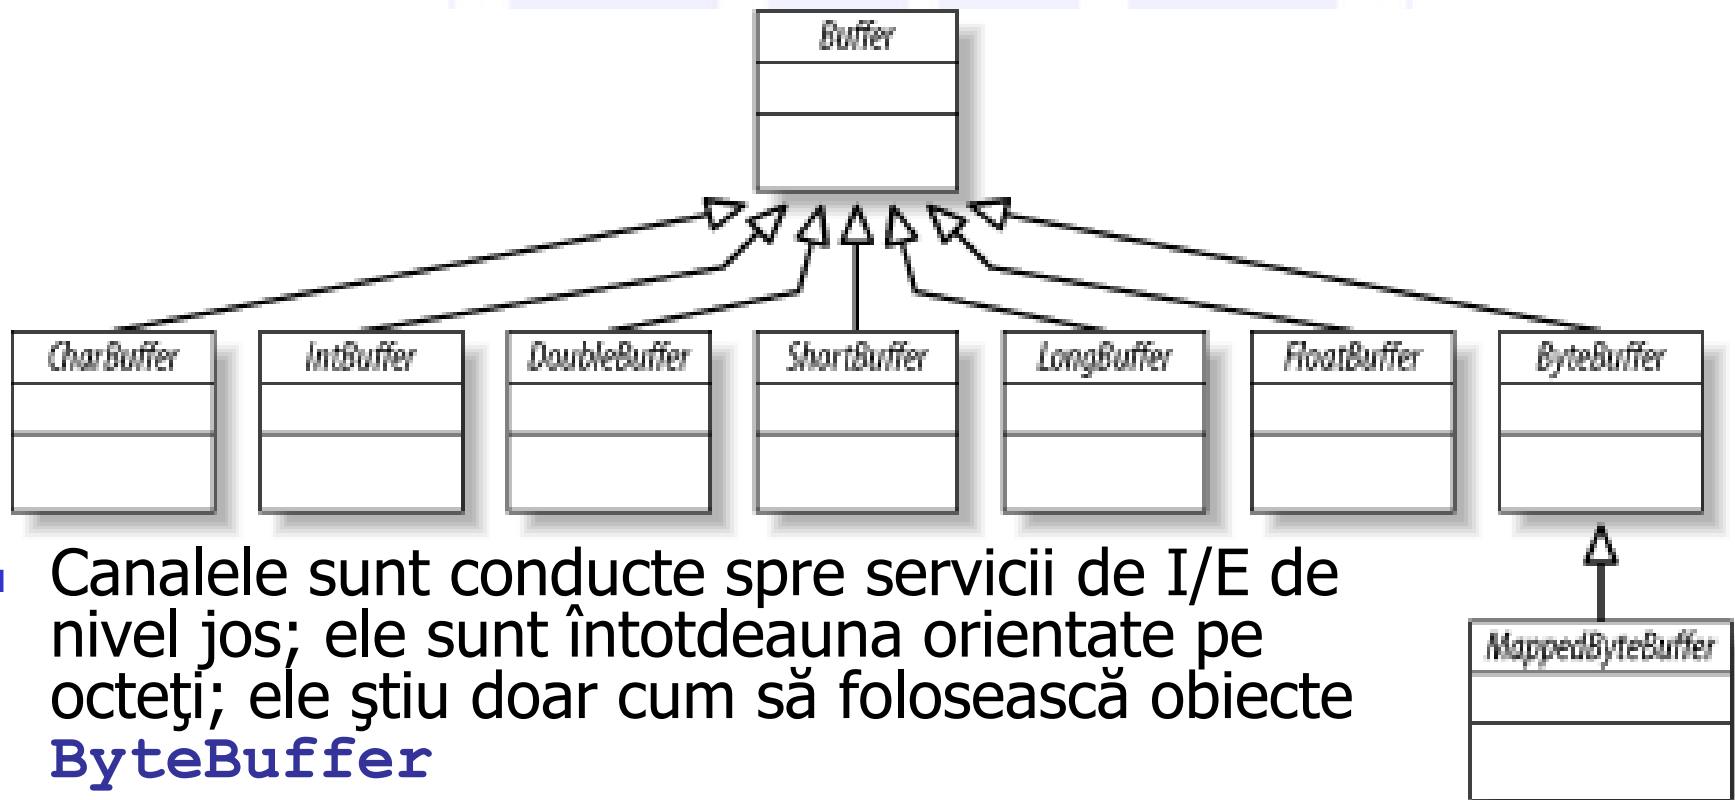 Buffer
CharBuffer IntBuffer DoubleBuffer ShortBuffer LongBuffer FloatBuffer ByteBuffer
Canalele sunt conducte spre servicii de I/E de
nivel jos; ele sunt întotdeauna orientate pe
octeţi; ele ştiu doar cum să folosească obiecte
ByteBuffer
MappedByteBuffer